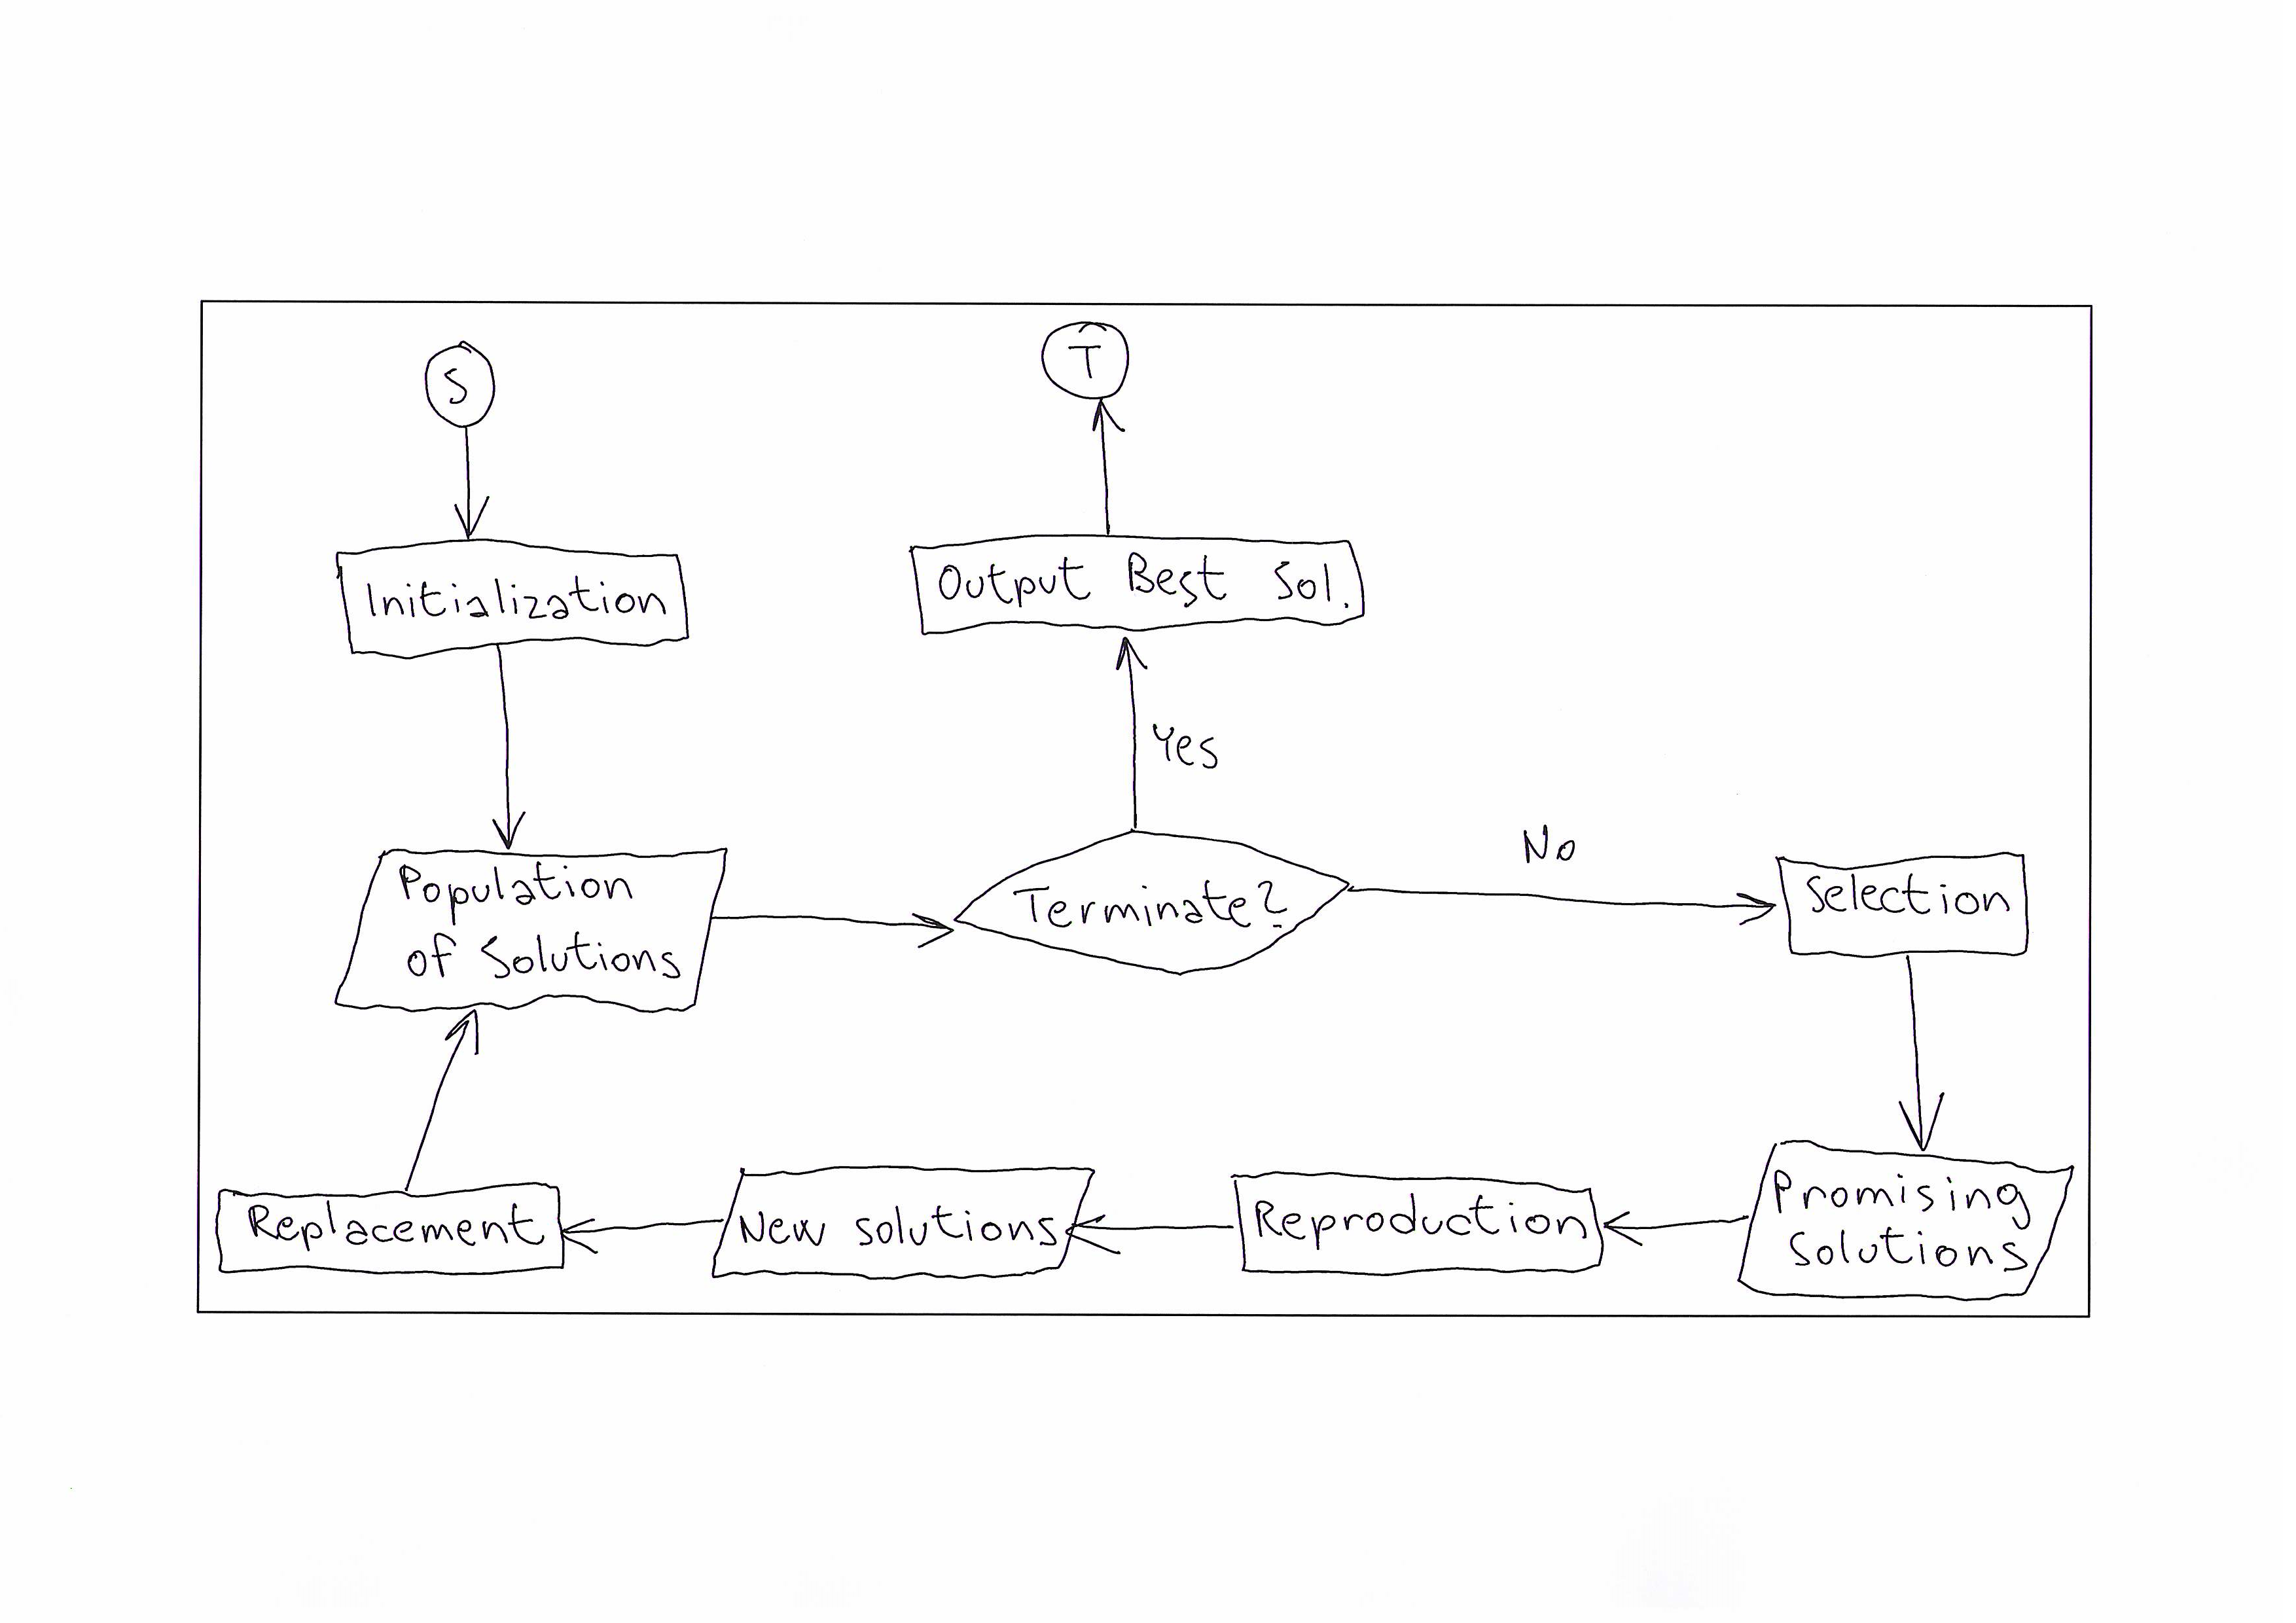 S
T
Initialization
Output Best Sol.
Yes
No
Population
of Solutions
Terminate?
Selection
Replacement
New solutions
Reproduction
Promising
Solutions